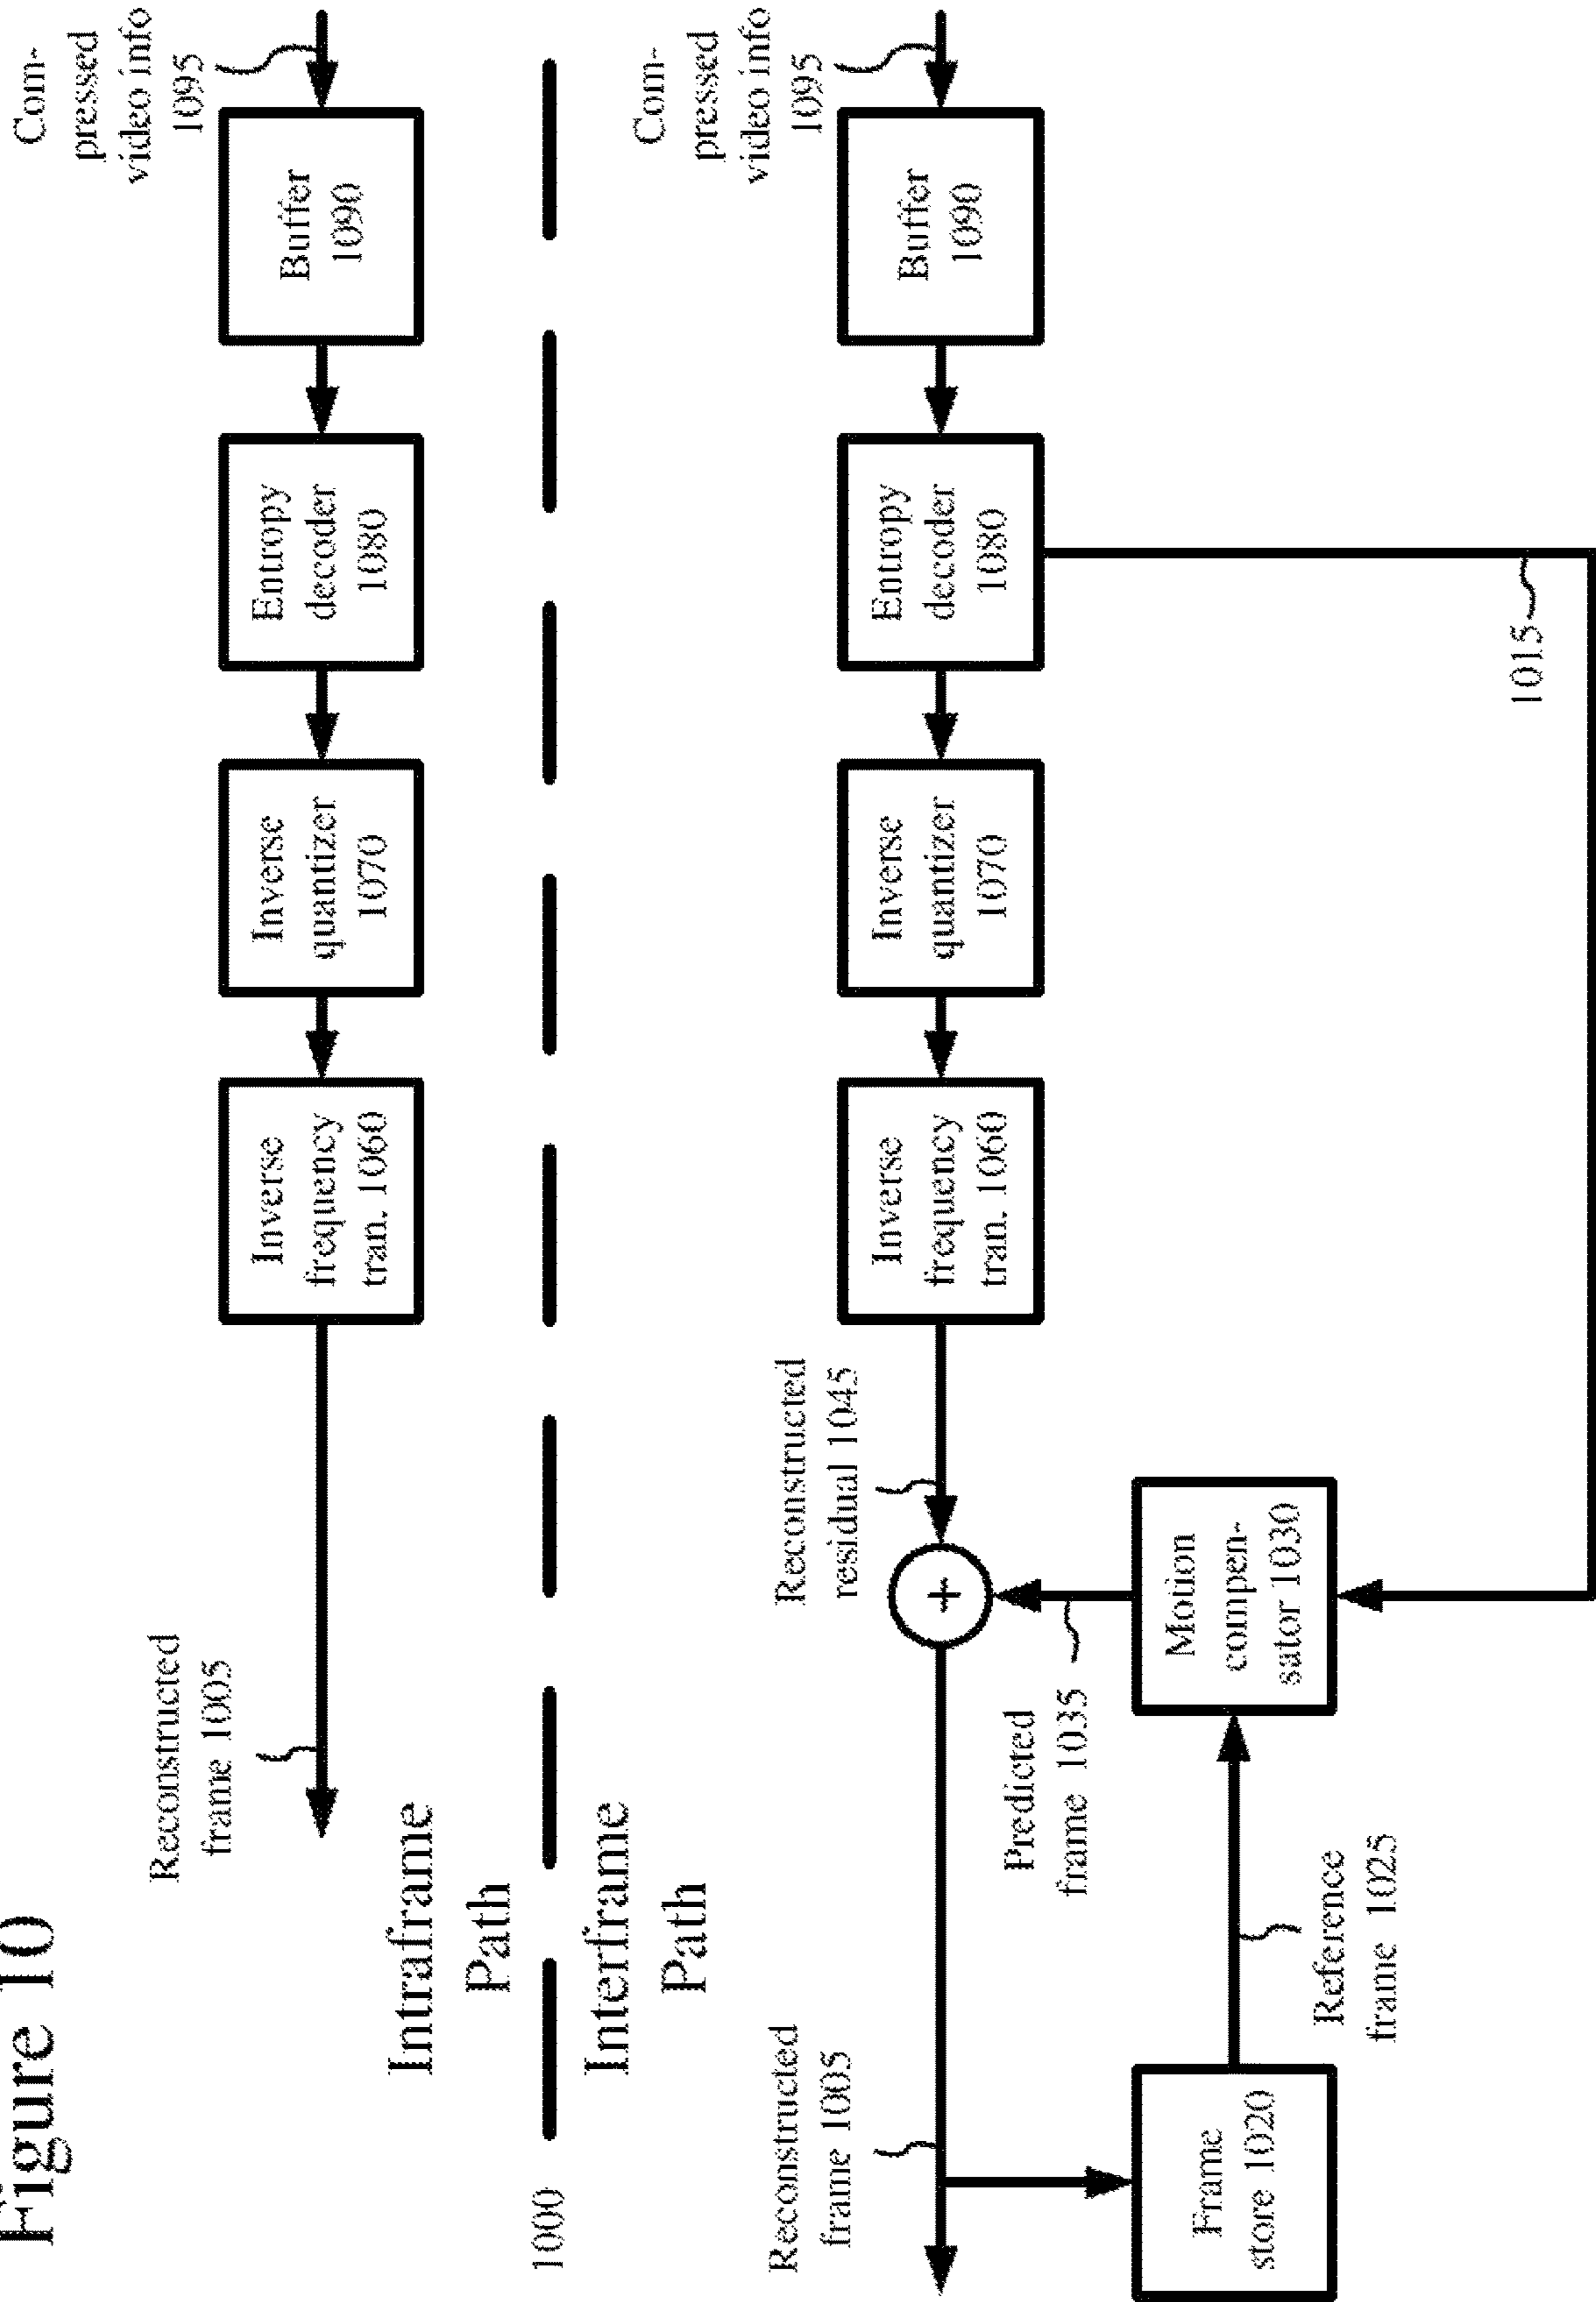 Figure 10
Reconstructed
frame 1005
Inverse
frequency
tran. 1060
Inverse
quantizer
1070
Entropy
decoder
1080
Buffer
1090
Com-
pressed
video info
1095
Intraframe
Path
1000
Interframe
Path
Reconstructed
frame 1005
Reconstructed
residual 1045
+
Inverse
frequency
tran. 1060
Inverse
quantizer
1070
Entropy
decoder
1080
Buffer
1090
Com-
pressed
video info
1095
Predicted
frame 1035
Frame
store 1020
Reference
frame 1025
Motion
compen-
sator 1030
1015